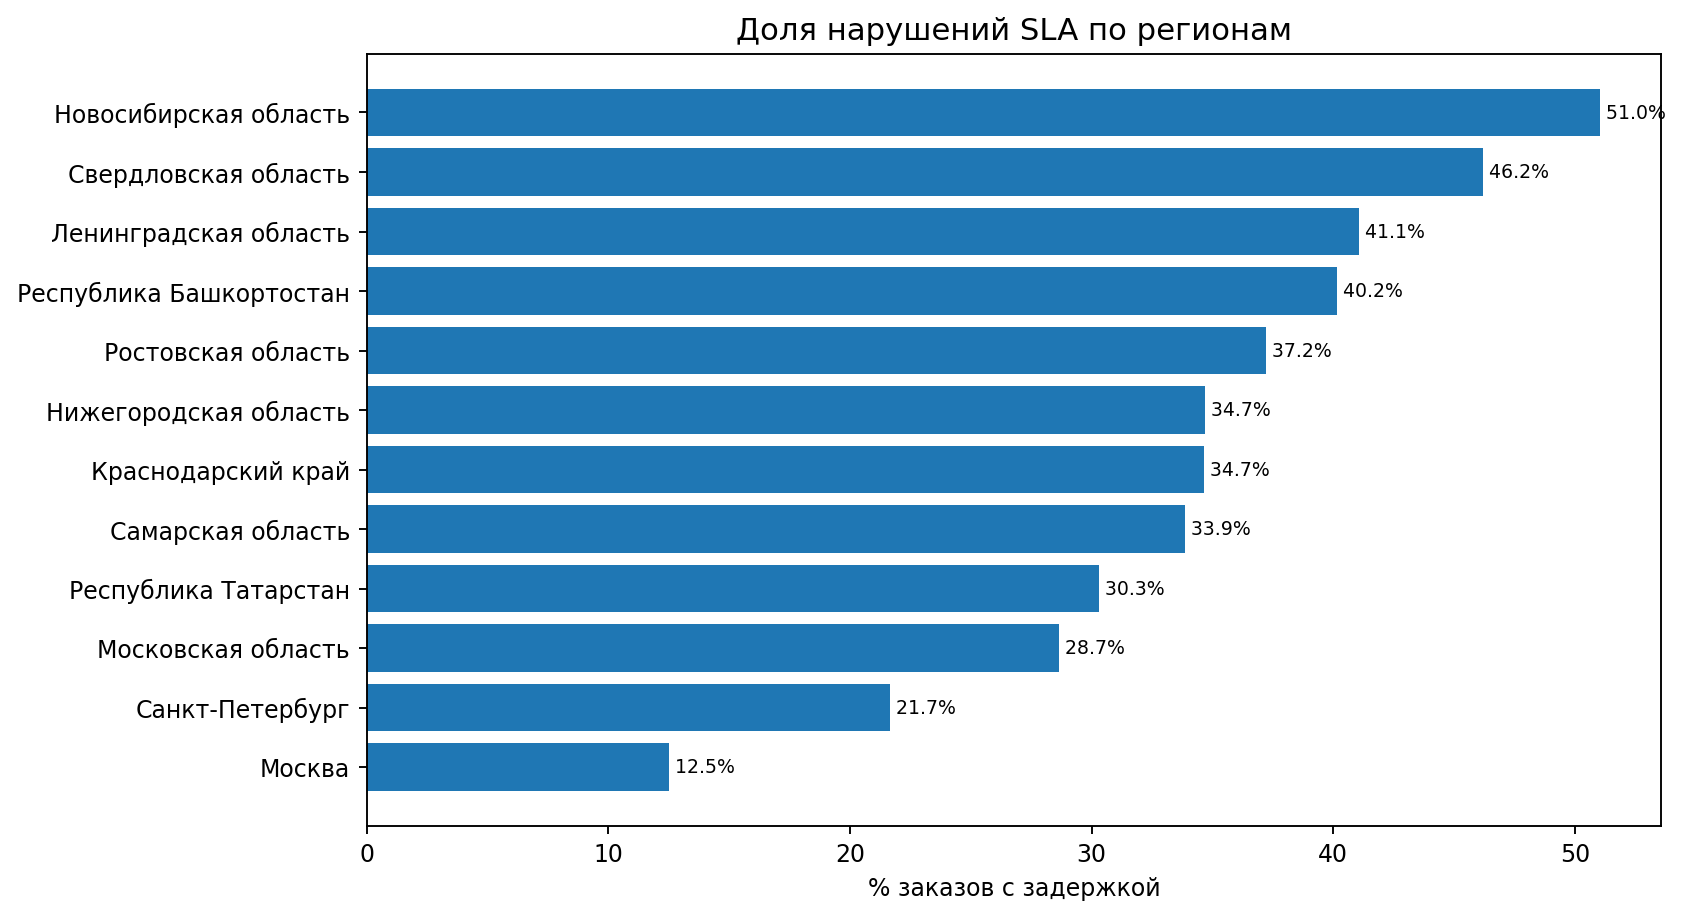 Доля нарушений SLA по регионам
Новосибирская область 51.0%
Свердловская область 46.2%
Ленинградская область 41.1%
Республика Башкортостан 40.2%
Ростовская область 37.2%
Нижегородская область 34.7%
Краснодарский край 34.7%
Самарская область 33.9%
Республика Татарстан 30.3%
Московская область 28.7%
Санкт-Петербург 21.7%
Москва 12.5%
0 10 20 30 40 50
% заказов с задержкой